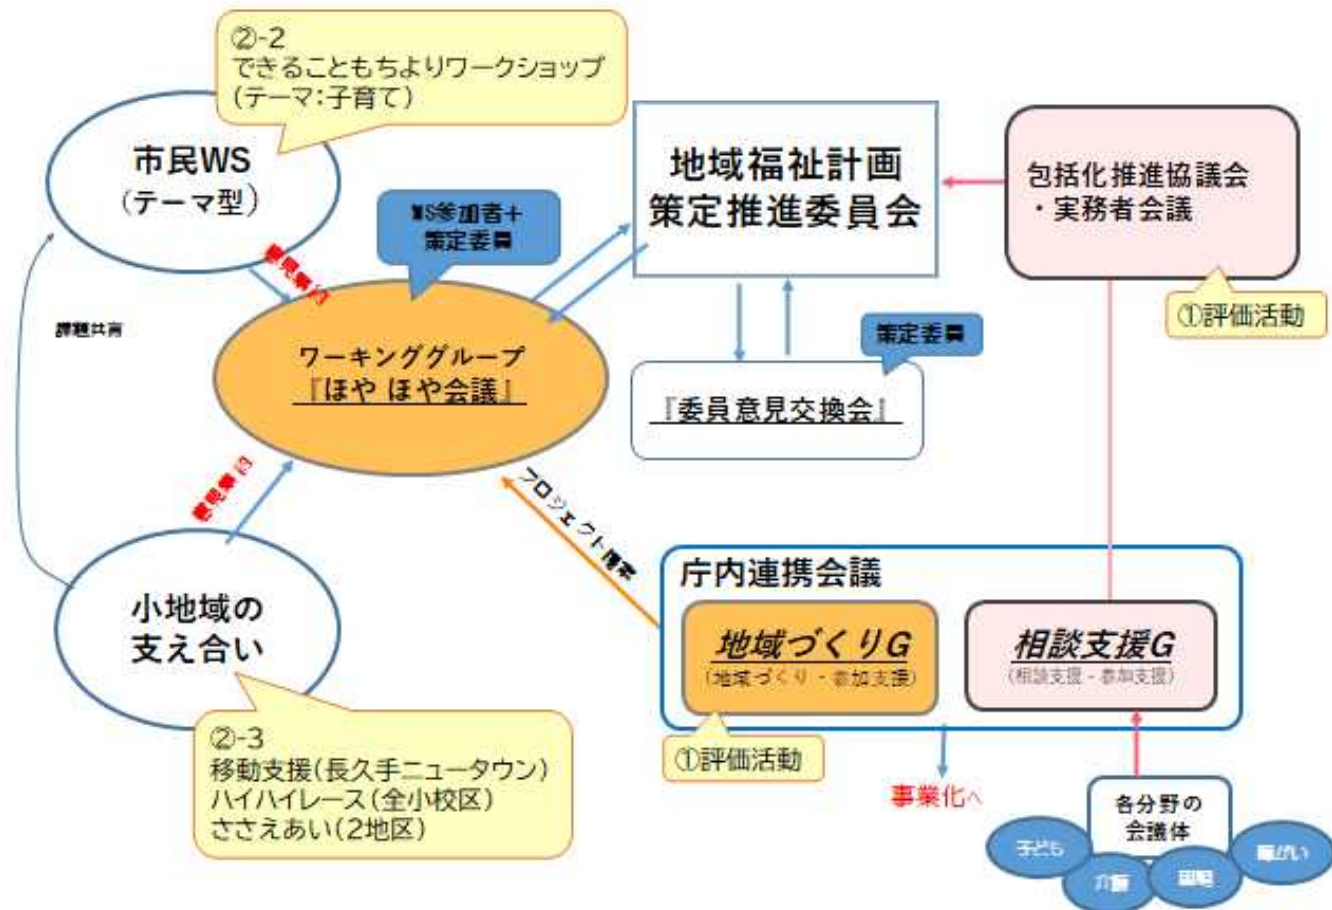 ②-2
できることもちよりワークショップ
(テーマ:子育て)
市民WS
(テーマ型)
WS参加者+
策定委員
地域福祉計画
策定推進委員会
包括化推進協議会
・実務者会議
①評価活動
課題共有
ワーキンググループ
『ほや ほや会議』
策定委員
『委員意見交換会』
プロジェクト
小地域の
支え合い
②-3
移動支援(長久手ニュータウン)
ハイハイレース(全小校区)
ささえあい(2地区)
庁内連携会議
地域づくりG
(地域づくり・参加支援)
相談支援G
(相談支援・参加支援)
①評価活動
事業化へ
各分野の
会議体
子ども
介護
障がい